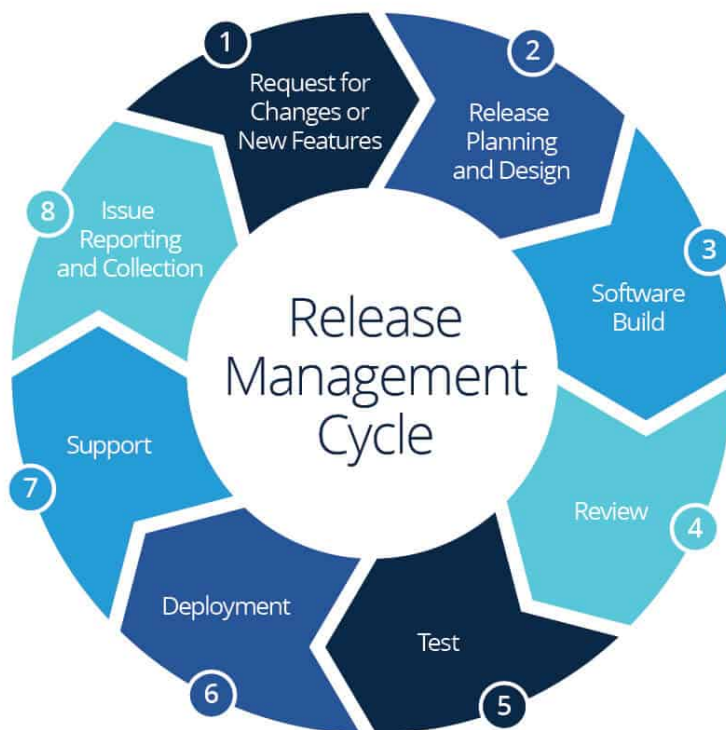 Release
Management
Cycle
1
Request for
Changes or
New Features
2
Release
Planning
and Design
3
Software
Build
4
Review
5
Test
6
Deployment
7
Support
8
Issue
Reporting
and Collection